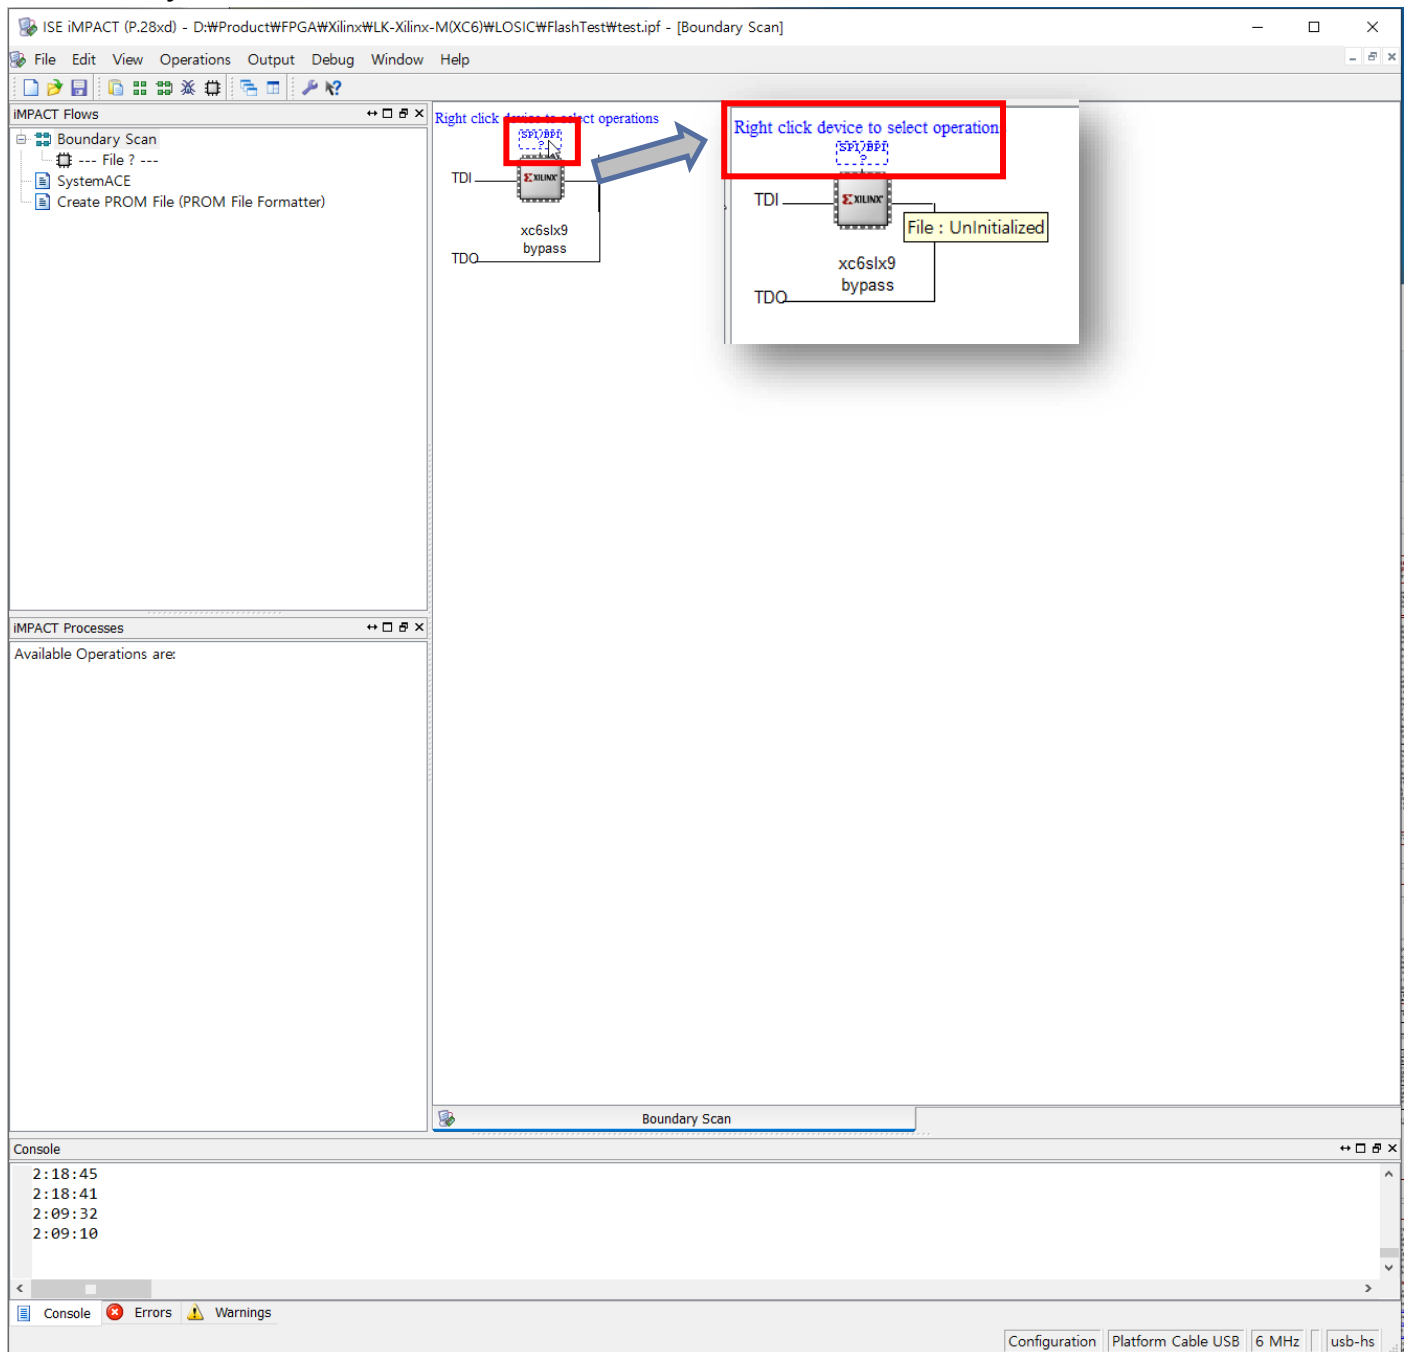 ISE iMPACT (P.28xd) - D:₩Product₩FPGA₩Xilinx₩LK-Xilinx-M(XC6)₩LOSIC₩FlashTest₩test.ipf - [Boundary Scan]
File Edit View Operations Output Debug Window Help
iMPACT Flows
Boundary Scan
--- File ? ---
SystemACE
Create PROM File (PROM File Formatter)
Right click device to select operations
SPI/BPI
?
TDI
XILINX
xc6slx9
bypass
TDO
Right click device to select operation
SPI/BPI
?
TDI
XILINX
File : UnInitialized
xc6slx9
bypass
TDO
iMPACT Processes
Available Operations are:
Boundary Scan
Console
2:18:45
2:18:41
2:09:32
2:09:10
Console Errors Warnings
Configuration Platform Cable USB 6 MHz usb-hs